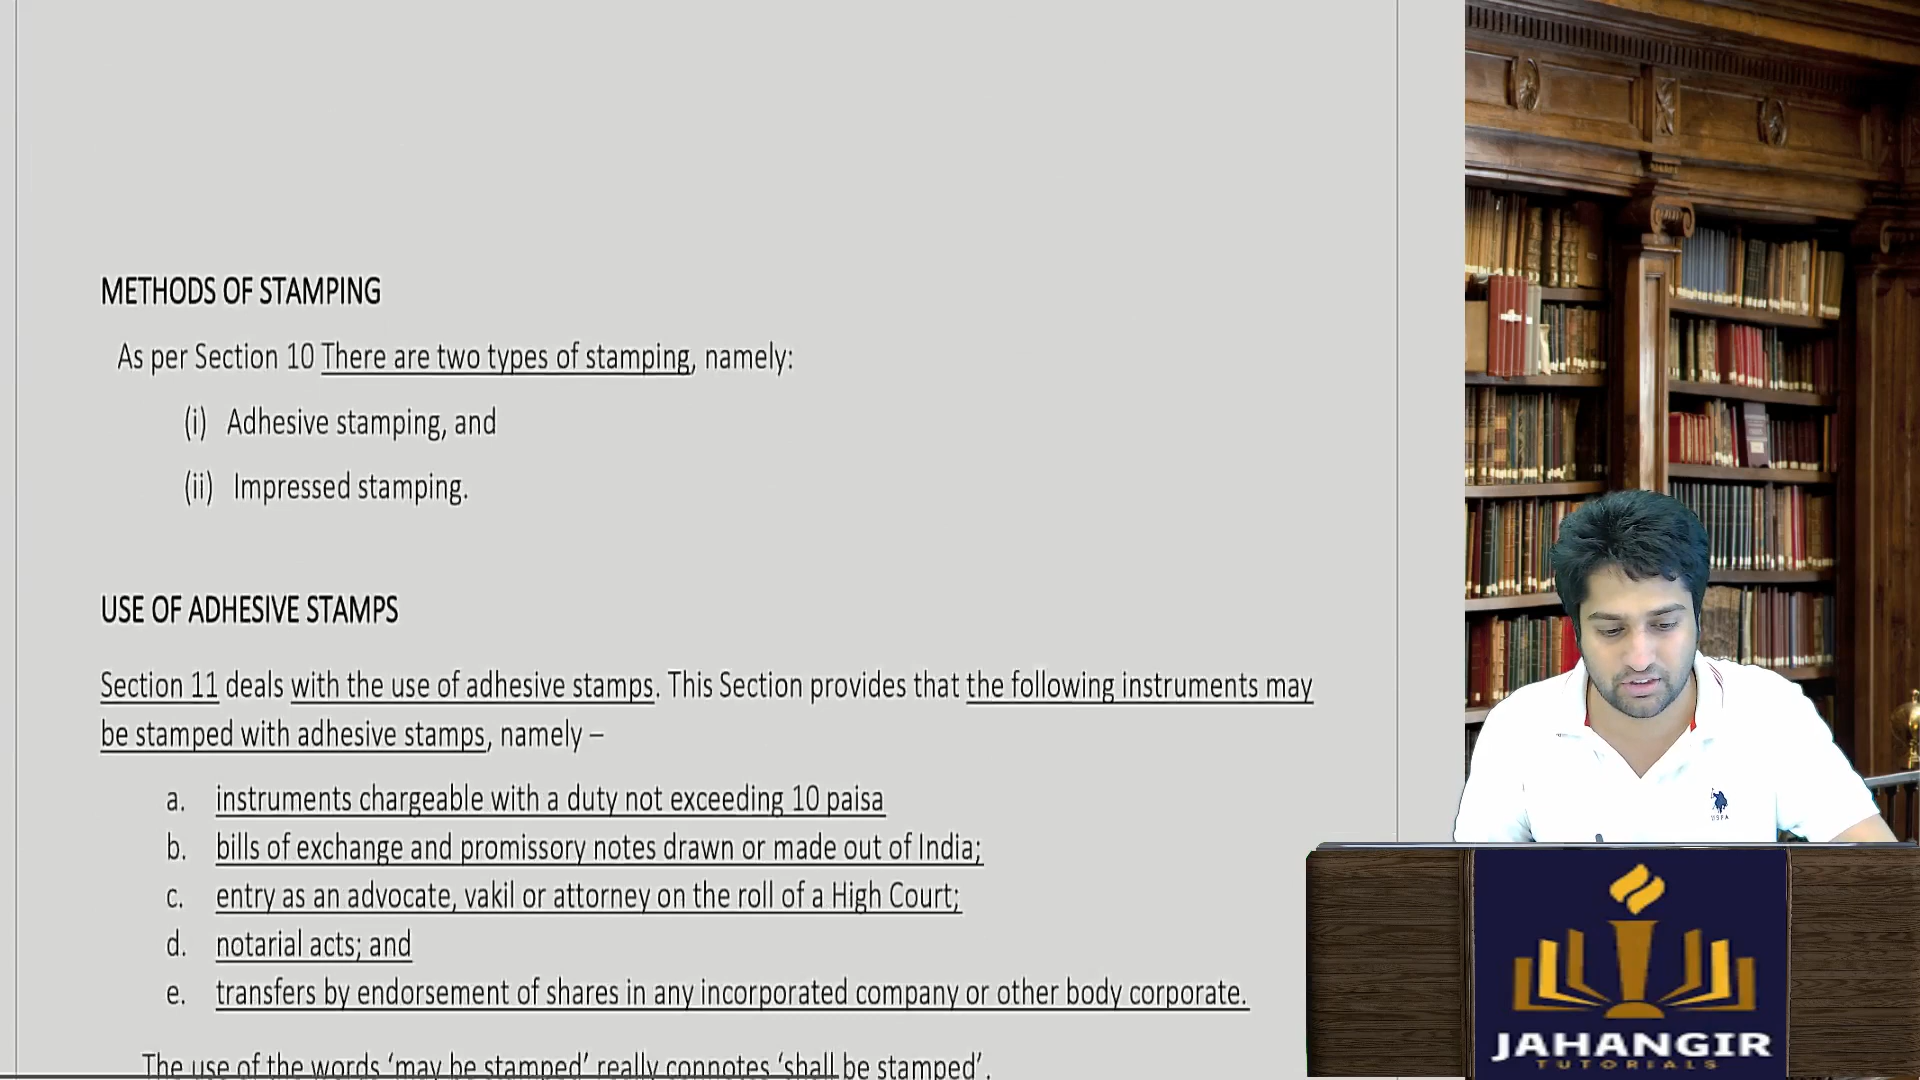 METHODS OF STAMPING
As per Section 10 There are two types of stamping, namely:
(i) Adhesive stamping, and
(ii) Impressed stamping.
USE OF ADHESIVE STAMPS
Section 11 deals with the use of adhesive stamps. This Section provides that the following instruments may
be stamped with adhesive stamps, namely –
a. instruments chargeable with a duty not exceeding 10 paisa
b. bills of exchange and promissory notes drawn or made out of India;
c. entry as an advocate, vakil or attorney on the roll of a High Court;
d. notarial acts; and
e. transfers by endorsement of shares in any incorporated company or other body corporate.
The use of the words ‘may be stamped’ really connotes ‘shall be stamped’.
USPA
JAHANGIR
TUTORIALS